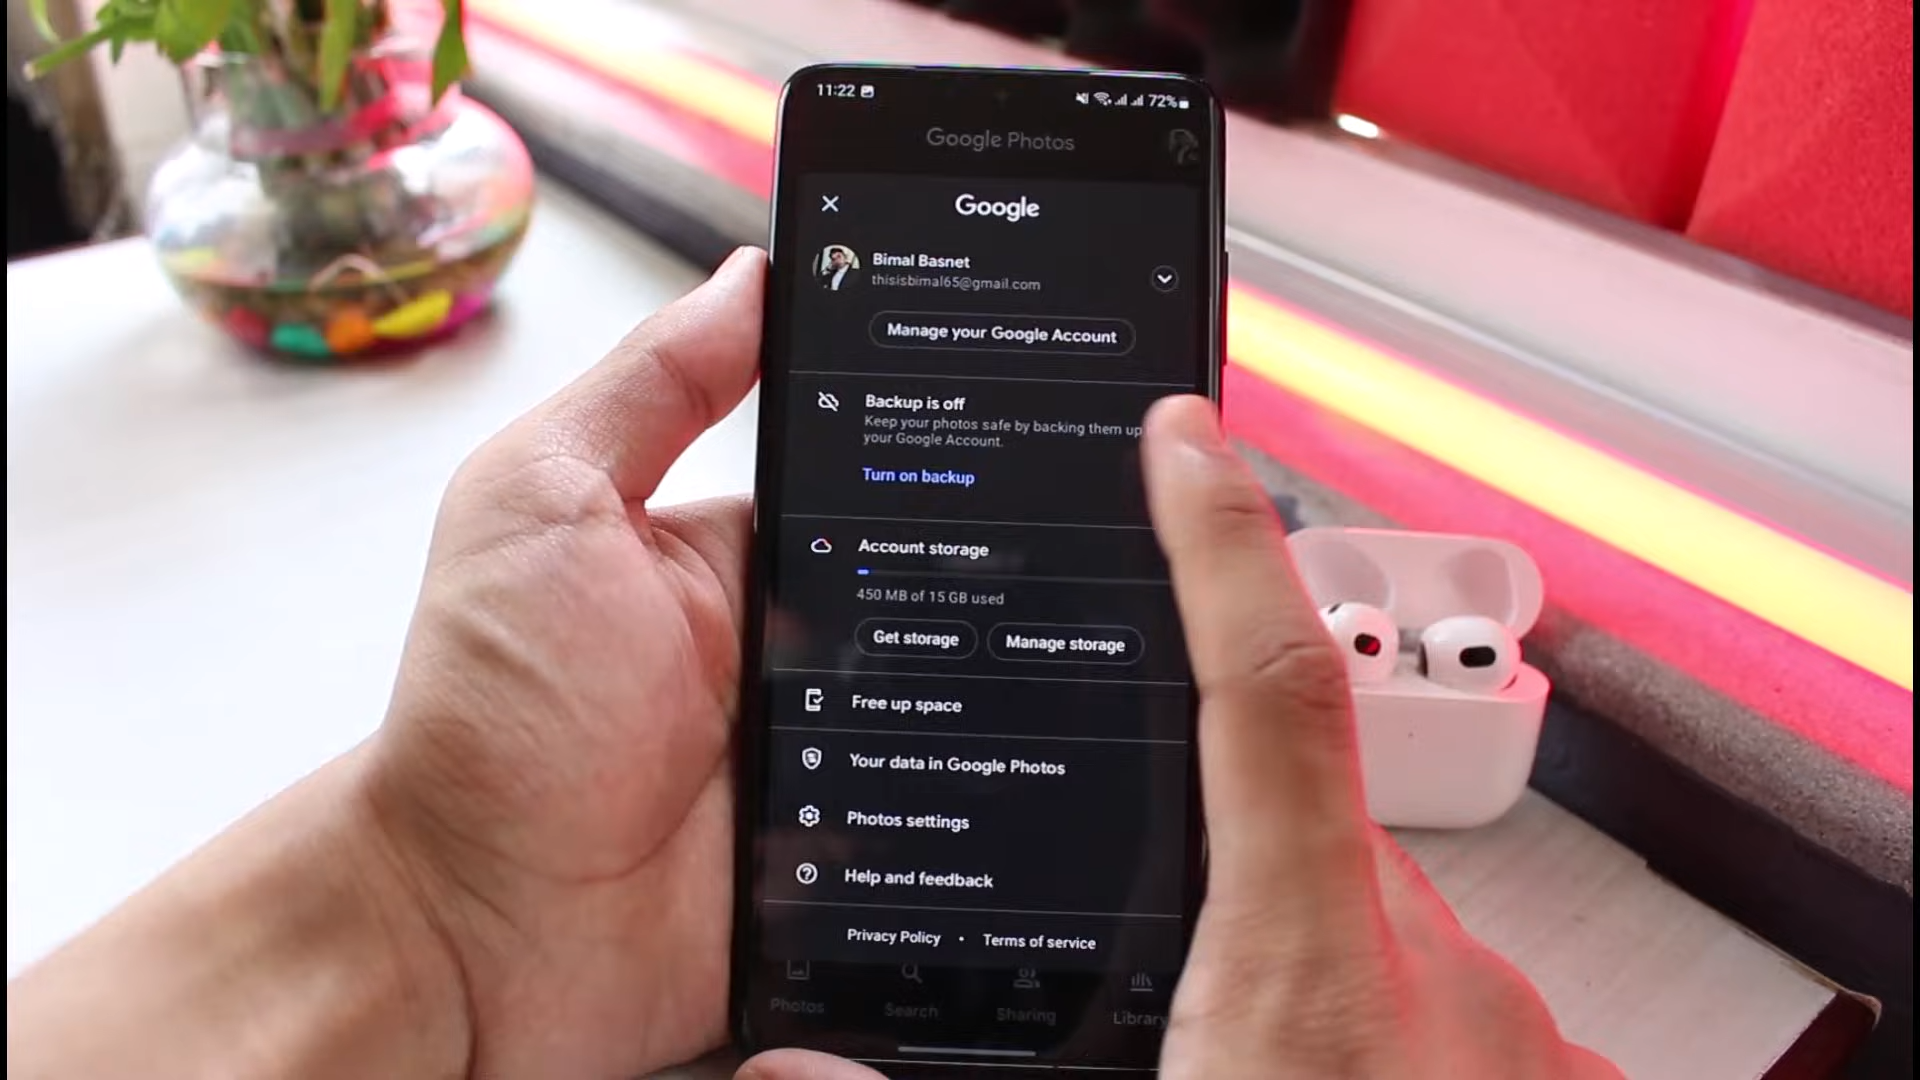 11:22
72%
Google Photos
Google
Bimal Basnet
thisisbimal65@gmail.com
Manage your Google Account
Backup is off
Keep your photos safe by backing them up
your Google Account.
Turn on backup
Account storage
450 MB of 15 GB used
Get storage
Manage storage
Free up space
Your data in Google Photos
Photos settings
Help and feedback
Privacy Policy • Terms of service
Photos
Search
Sharing
Library